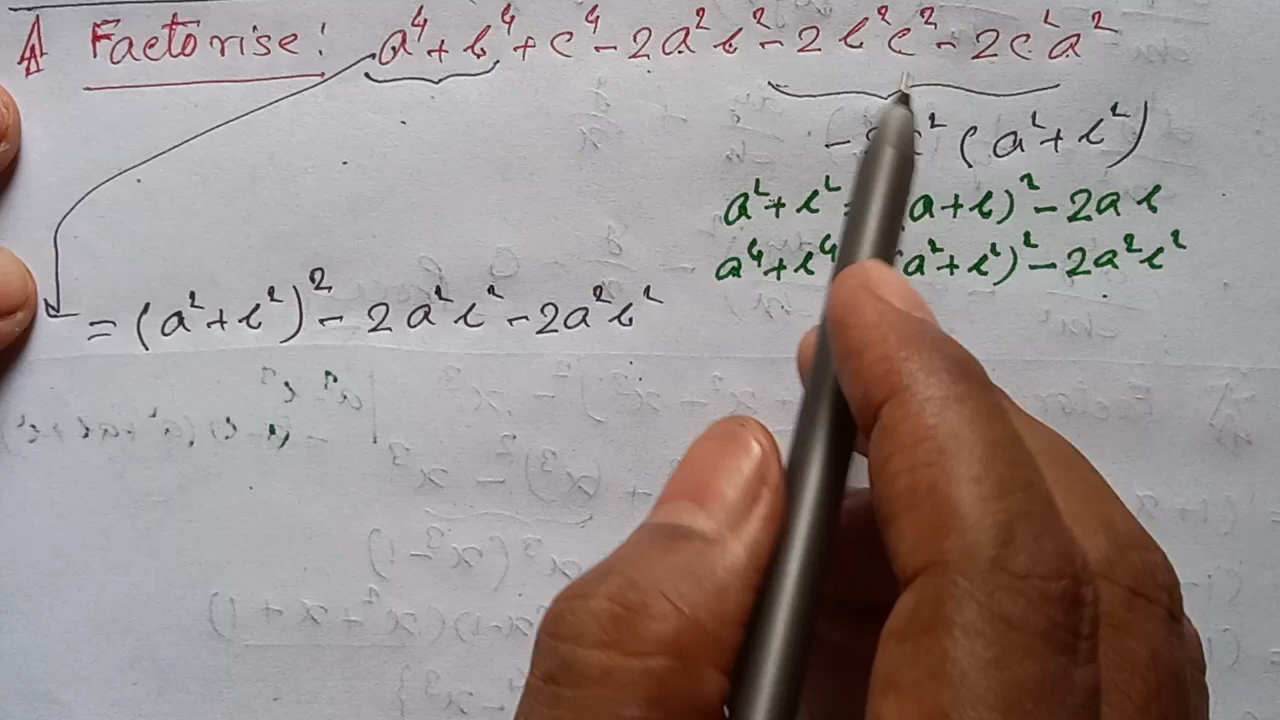 Factorise: a⁴ + b⁴ + c⁴ - 2a²b² - 2b²c² - 2c²a²
- c² (a² + b²)
a² + b² = (a + b)² - 2ab
a⁴ + b⁴ (a² + b²)² - 2a²b²
= (a² + b²)² - 2a²b² - 2a²b²